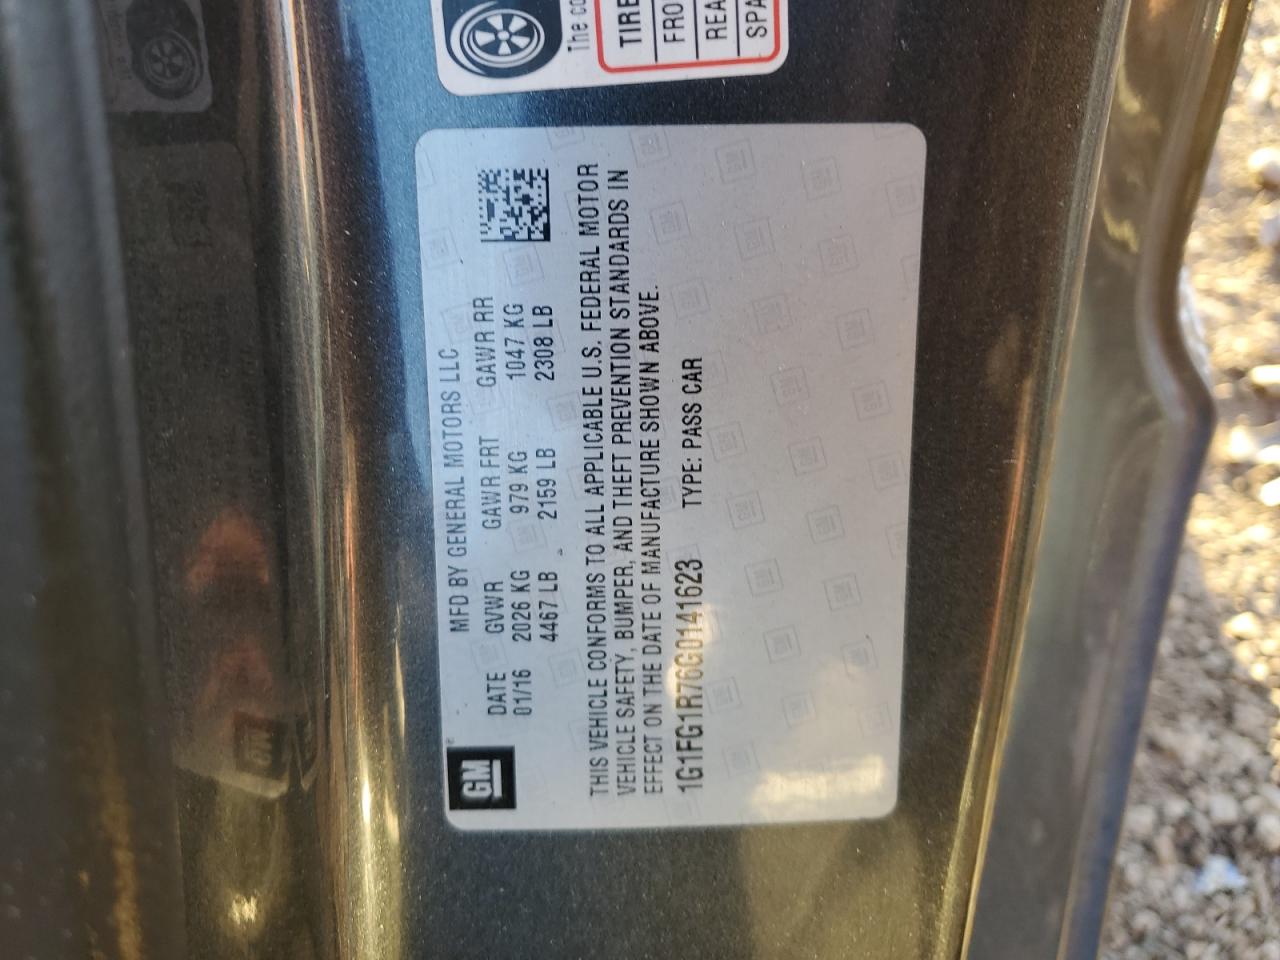 The
TIRE
FRO
REA
SPA
MFD BY GENERAL MOTORS LLC
DATE GVWR GAWR FRT GAWR RR
01/16 2026 KG 979 KG 1047 KG
4467 LB 2159 LB 2308 LB
GM
THIS VEHICLE CONFORMS TO ALL APPLICABLE U.S. FEDERAL MOTOR
VEHICLE SAFETY, BUMPER, AND THEFT PREVENTION STANDARDS IN
EFFECT ON THE DATE OF MANUFACTURE SHOWN ABOVE.
1G1FG1R76G0141623 TYPE: PASS CAR